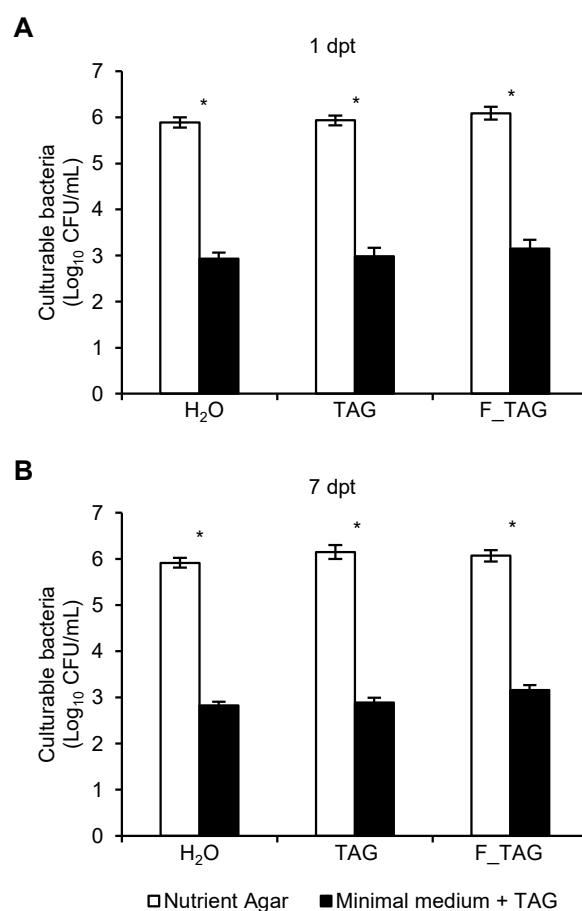 A
1 dpt
Culturable bacteria
(Log₁₀ CFU/mL)
7
6
5
4
3
2
1
0
*
*
*
H₂O TAG F_TAG
B
7 dpt
Culturable bacteria
(Log₁₀ CFU/mL)
7
6
5
4
3
2
1
0
*
*
*
H₂O TAG F_TAG
Nutrient Agar Minimal medium + TAG